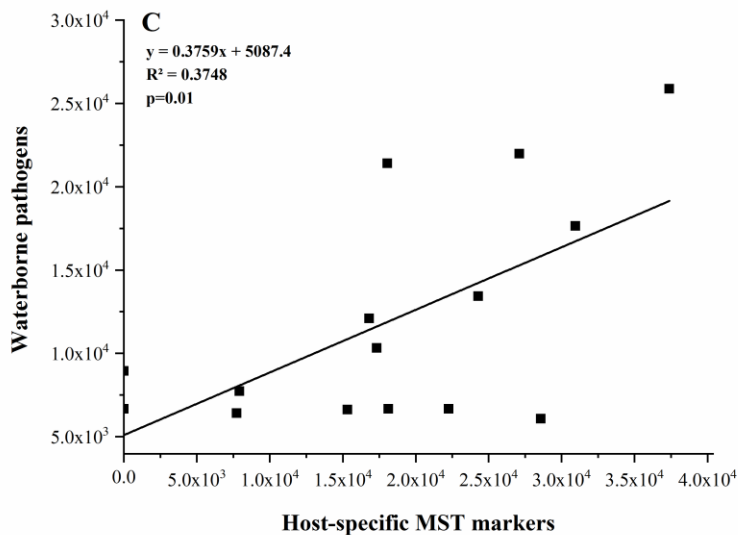 C
y = 0.3759x + 5087.4
R² = 0.3748
p=0.01
3.0x10⁴
2.5x10⁴
2.0x10⁴
1.5x10⁴
1.0x10⁴
5.0x10³
Waterborne pathogens
0.0 5.0x10³ 1.0x10⁴ 1.5x10⁴ 2.0x10⁴ 2.5x10⁴ 3.0x10⁴ 3.5x10⁴ 4.0x10⁴
Host-specific MST markers